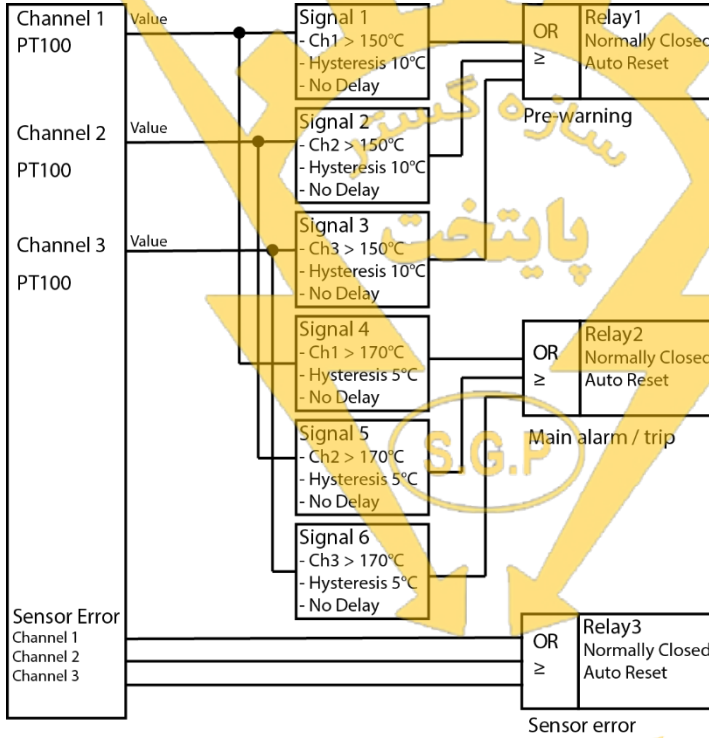 Channel 1
PT100
Value
Channel 2
PT100
Value
Channel 3
PT100
Value
Sensor Error
Channel 1
Channel 2
Channel 3
Signal 1
- Ch1 > 150°C
- Hysteresis 10°C
- No Delay
Signal 2
- Ch2 > 150°C
- Hysteresis 10°C
- No Delay
Signal 3
- Ch3 > 150°C
- Hysteresis 10°C
- No Delay
Signal 4
- Ch1 > 170°C
- Hysteresis 5°C
- No Delay
Signal 5
- Ch2 > 170°C
- Hysteresis 5°C
- No Delay
Signal 6
- Ch3 > 170°C
- Hysteresis 5°C
- No Delay
OR
≥
Relay1
Normally Closed
Auto Reset
Pre-warning
OR
≥
Relay2
Normally Closed
Auto Reset
Main alarm / trip
OR
≥
Relay3
Normally Closed
Auto Reset
Sensor error
سازه گستر
پایتخت
S.G.P